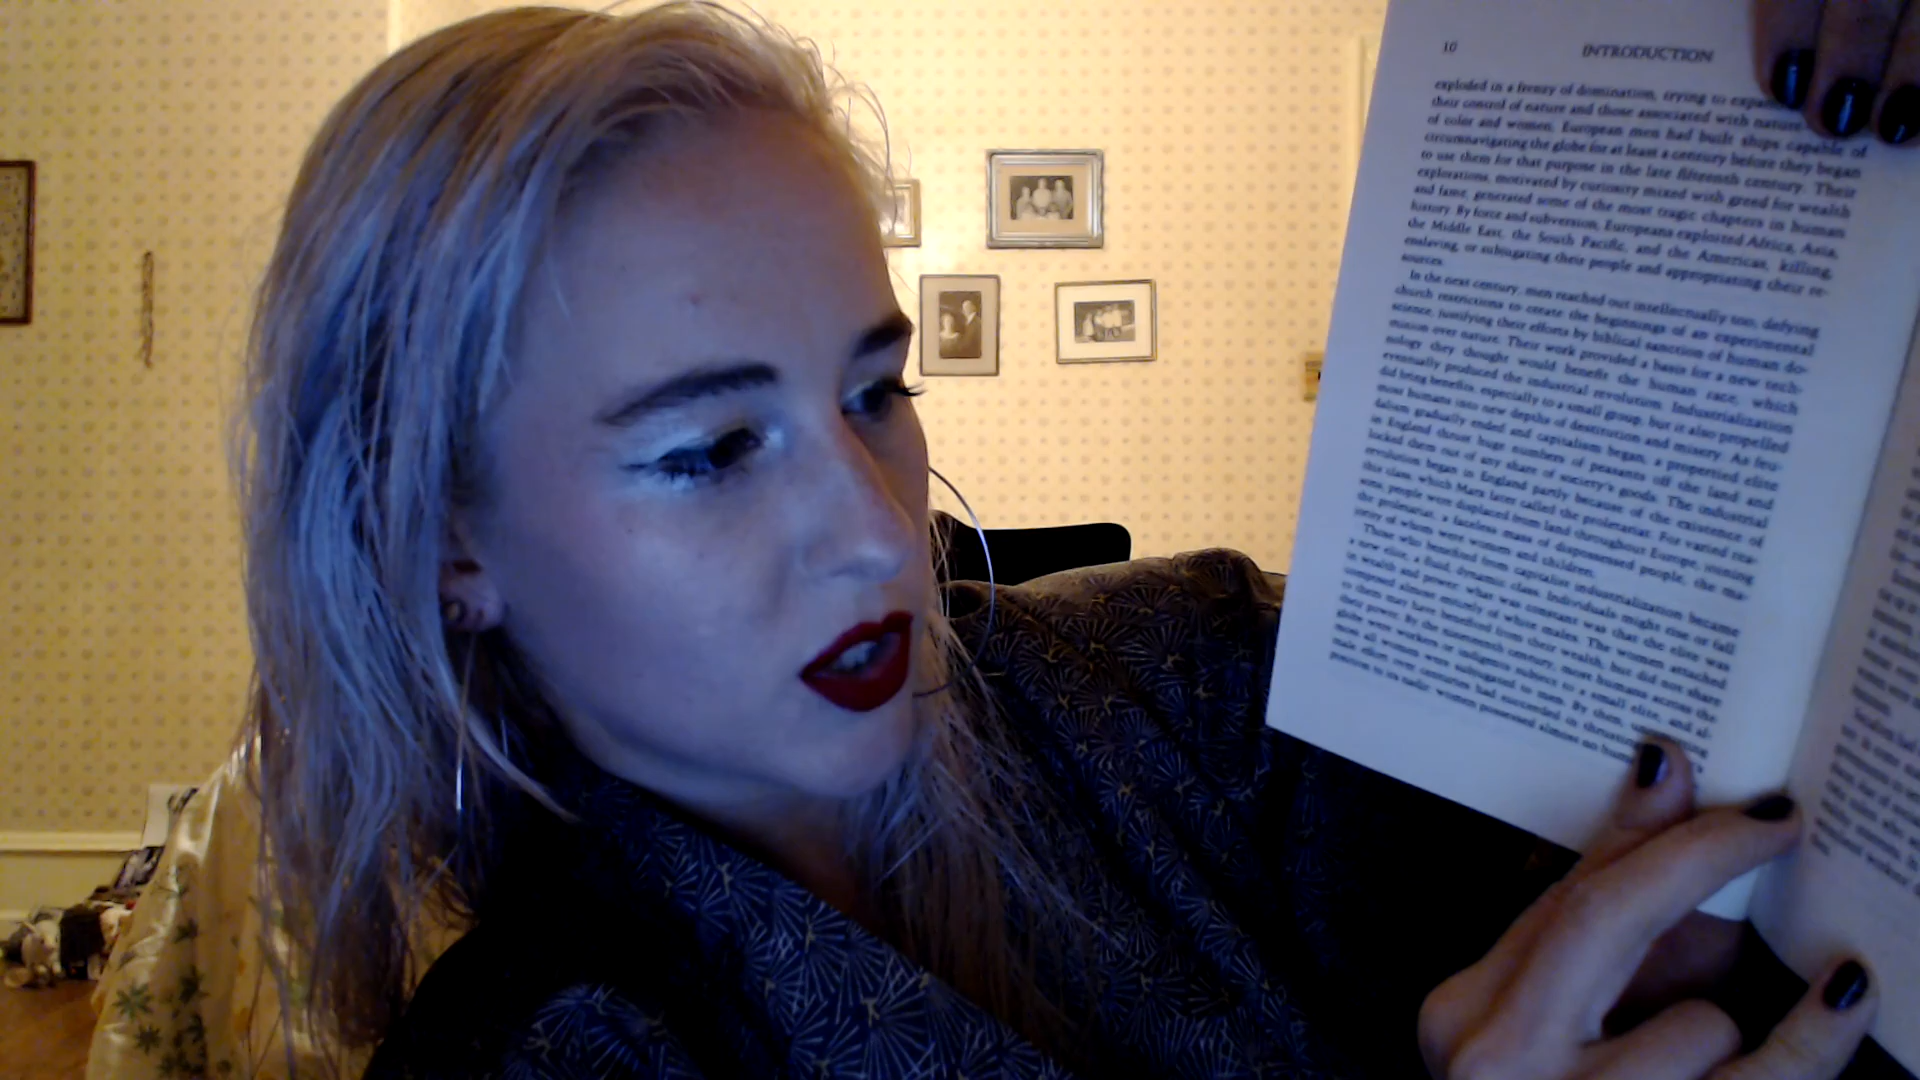 10 INTRODUCTION
exploded in a frenzy of domination, trying to expand
their control of nature and those associated with nature
of color and women. European men had built ships capable of
circumnavigating the globe for at least a century before they began
to use them for that purpose in the late fifteenth century. Their
explorations, motivated by curiosity mixed with greed for wealth
and fame, generated some of the most tragic chapters in human
history. By force and subversion, Europeans exploited Africa, Asia,
the Middle East, the South Pacific, and the Americas, killing,
enslaving, or subjugating their people and appropriating their re-
sources.
In the next century, men reached out intellectually too, defying
church restrictions to create the beginnings of an experimental
science, justifying their efforts by biblical sanction of human do-
minion over nature. Their work provided a basis for a new tech-
nology they thought would benefit the human race, which
eventually produced the industrial revolution. Industrialization
did bring benefits, especially to a small group, but it also propelled
most humans into new depths of destitution and misery. As feu-
dalism gradually ended and capitalism began, a propertied elite
in England thrust huge numbers of peasants off the land and
locked them out of any share of society's goods. The industrial
revolution began in England partly because of the existence of
this class, which Marx later called the proletariat. For varied rea-
sons, people were displaced from land throughout Europe, joining
the proletariat, a faceless mass of dispossessed people, the ma-
jority of whom were women and children.
Those who benefited from capitalist industrialization became
a new elite, a fluid, dynamic class. Individuals might rise or fall
in wealth and power: what was constant was that the elite was
composed almost entirely of white males. The women attached
to them may have benefited from their wealth, but did not share
their power. By the nineteenth century, most humans across the
globe were workers or indigenes subject to a small elite, and al-
most all women were subjugated to men. By then,
male effort over centuries had succeeded in thrusting
position to its nadir: women possessed almost no human